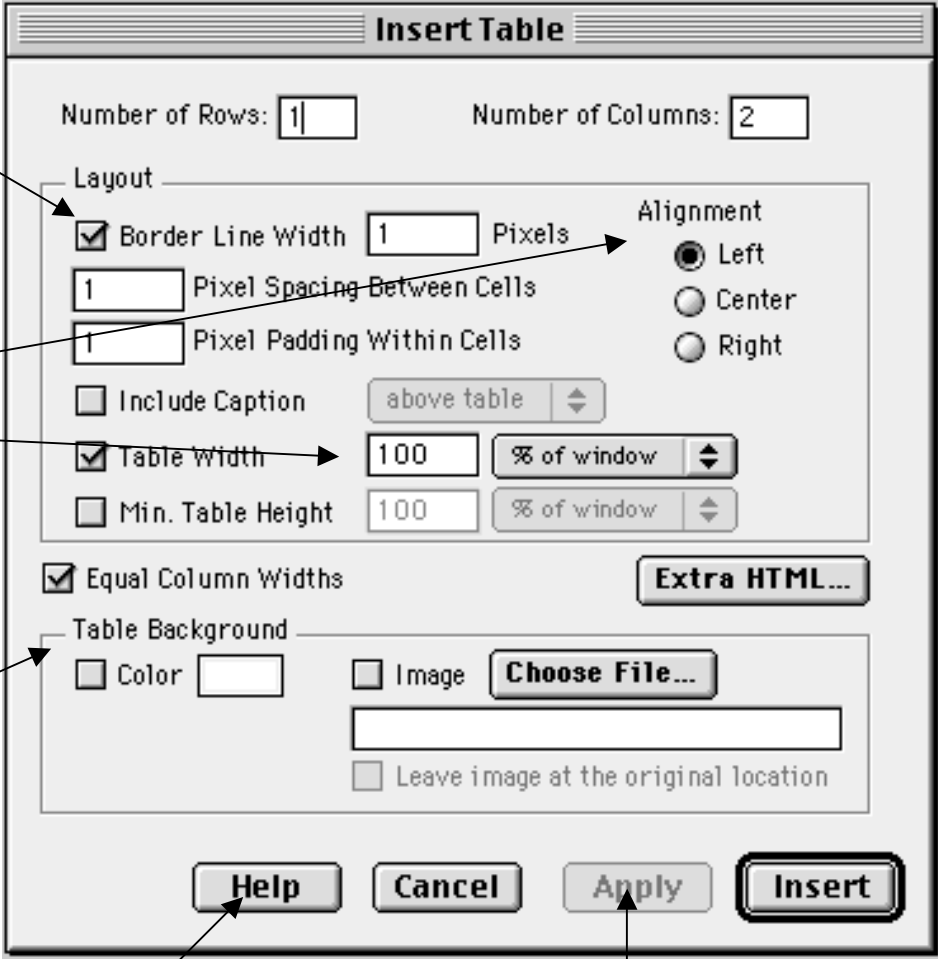 Insert Table
Number of Rows: 1 Number of Columns: 2
Layout
Alignment
Border Line Width 1 Pixels
Left
1 Pixel Spacing Between Cells
Center
1 Pixel Padding Within Cells
Right
Include Caption above table
Table Width 100 % of window
Min. Table Height 100 % of window
Equal Column Widths Extra HTML...
Table Background
Color Image Choose File...
Leave image at the original location
Help Cancel Apply Insert